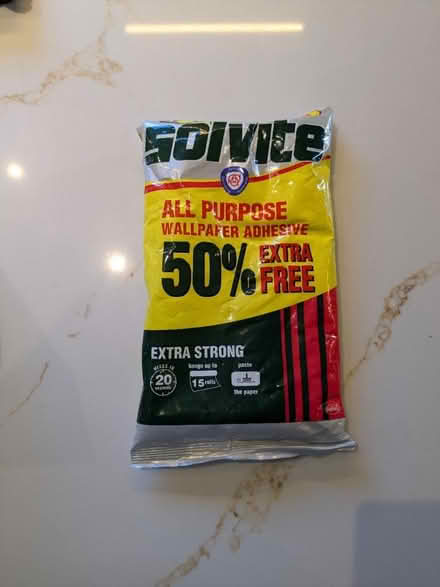 Solvite
ALL PURPOSE
WALLPAPER ADHESIVE
50% EXTRA FREE
EXTRA STRONG
hangs up to
15 rolls
paste
the paper
20